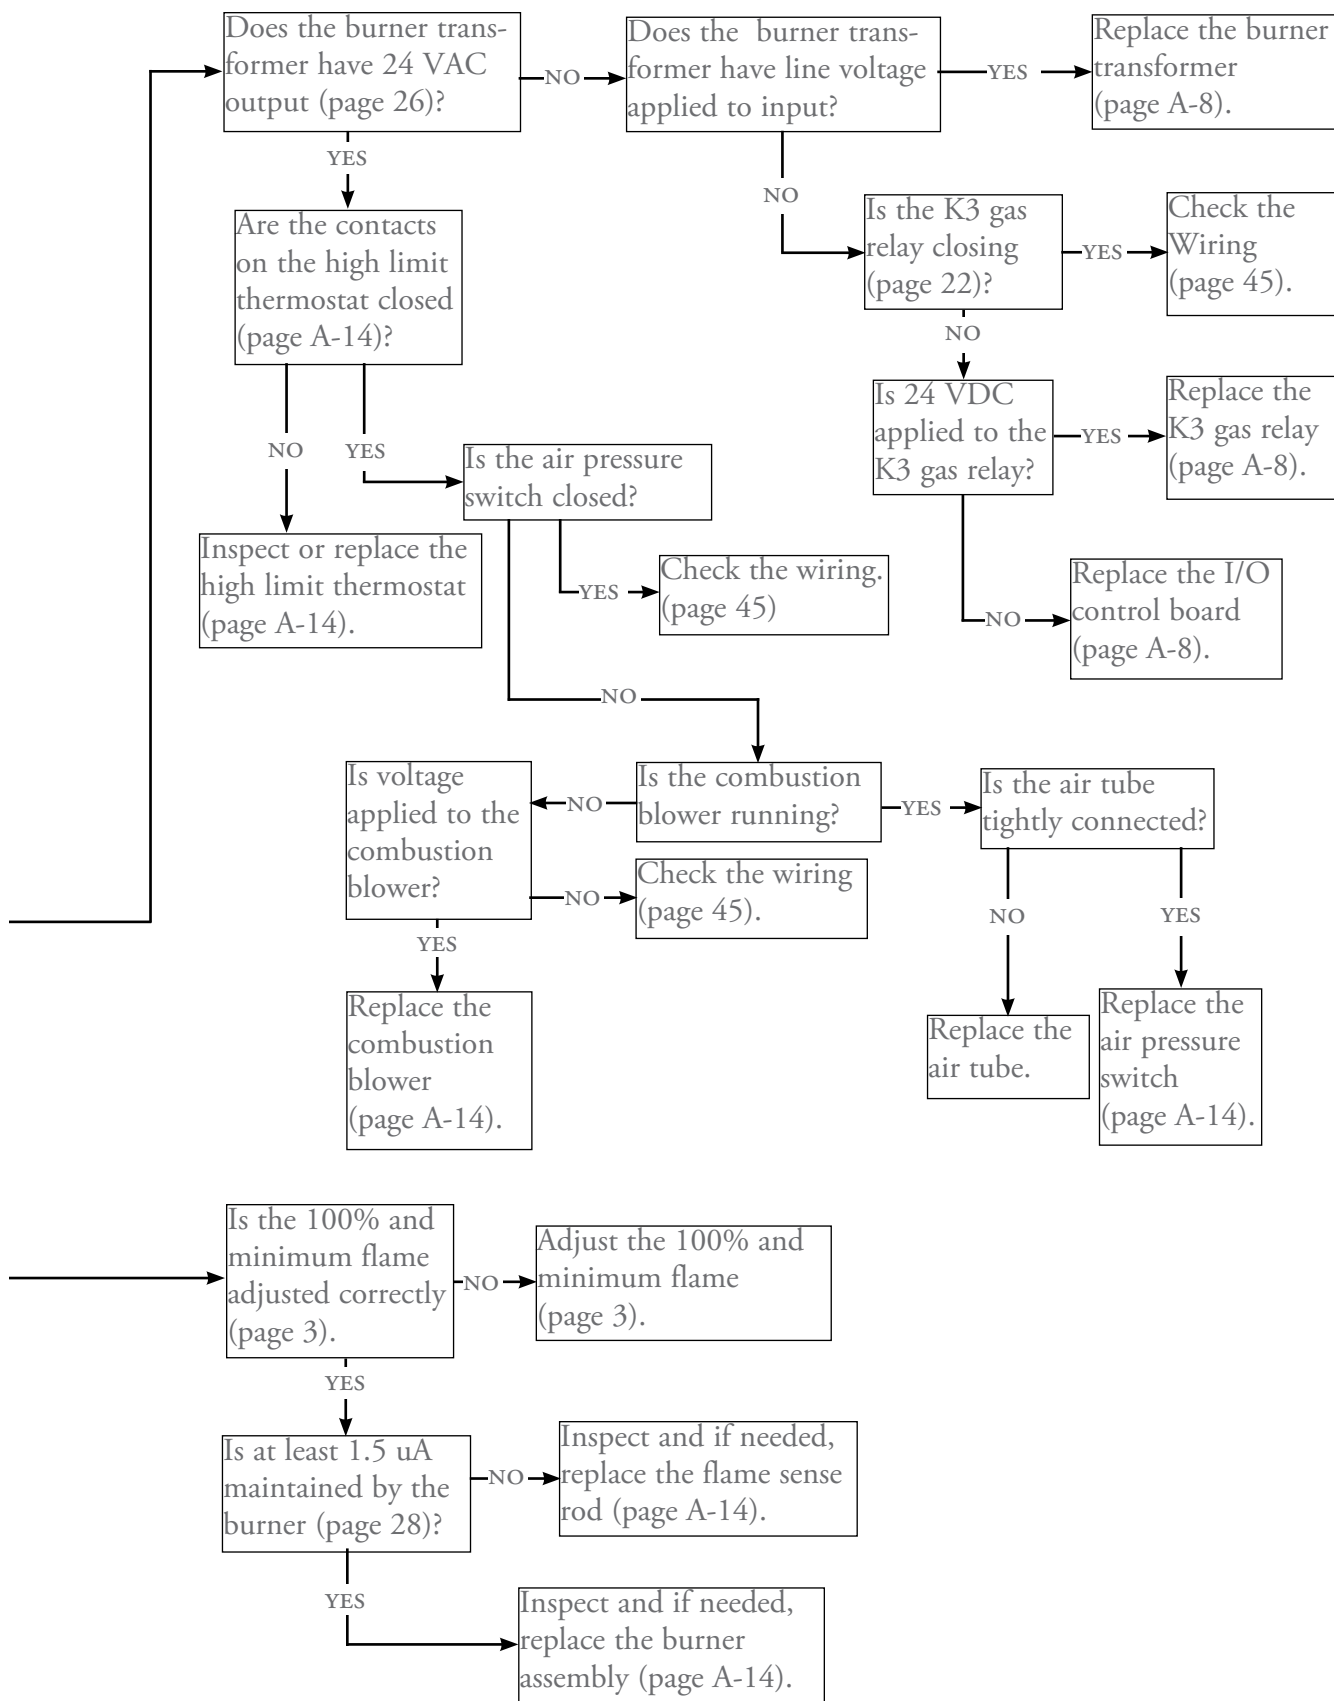 Does the burner trans-
former have 24 VAC
output (page 26)?
NO
Does the burner trans-
former have line voltage
applied to input?
YES
Replace the burner
transformer
(page A-8).
YES
NO
Are the contacts
on the high limit
thermostat closed
(page A-14)?
Is the K3 gas
relay closing
(page 22)?
YES
Check the
Wiring
(page 45).
NO
Is 24 VDC
applied to the
K3 gas relay?
YES
Replace the
K3 gas relay
(page A-8).
NO
YES
Is the air pressure
switch closed?
Inspect or replace the
high limit thermostat
(page A-14).
YES
Check the wiring.
(page 45)
NO
Replace the I/O
control board
(page A-8).
NO
Is voltage
applied to the
combustion
blower?
NO
Is the combustion
blower running?
YES
Is the air tube
tightly connected?
NO
Check the wiring
(page 45).
YES
NO
YES
Replace the
combustion
blower
(page A-14).
Replace the
air tube.
Replace the
air pressure
switch
(page A-14).
Is the 100% and
minimum flame
adjusted correctly
(page 3).
NO
Adjust the 100% and
minimum flame
(page 3).
YES
Is at least 1.5 uA
maintained by the
burner (page 28)?
NO
Inspect and if needed,
replace the flame sense
rod (page A-14).
YES
Inspect and if needed,
replace the burner
assembly (page A-14).